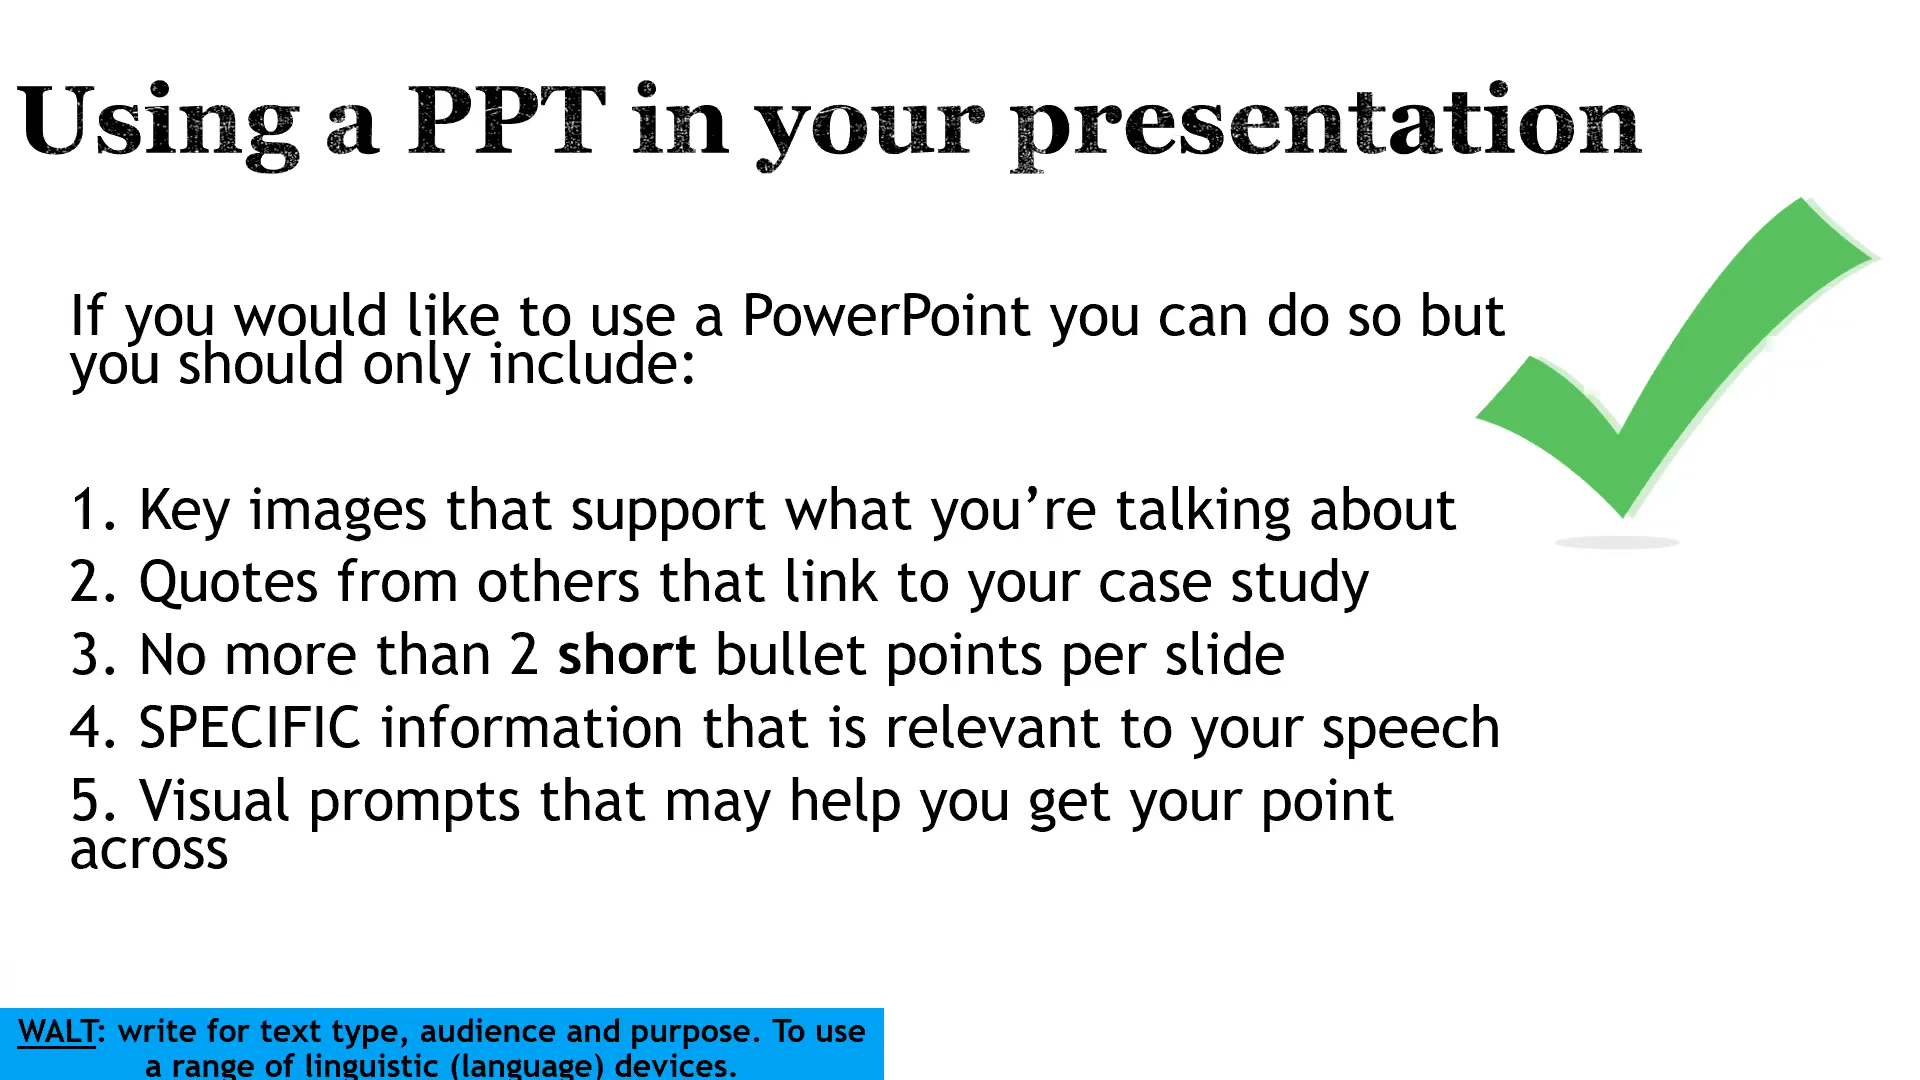 Using a PPT in your presentation
If you would like to use a PowerPoint you can do so but
you should only include:
1. Key images that support what you’re talking about
2. Quotes from others that link to your case study
3. No more than 2 short bullet points per slide
4. SPECIFIC information that is relevant to your speech
5. Visual prompts that may help you get your point
across
WALT: write for text type, audience and purpose. To use
a range of linguistic (language) devices.